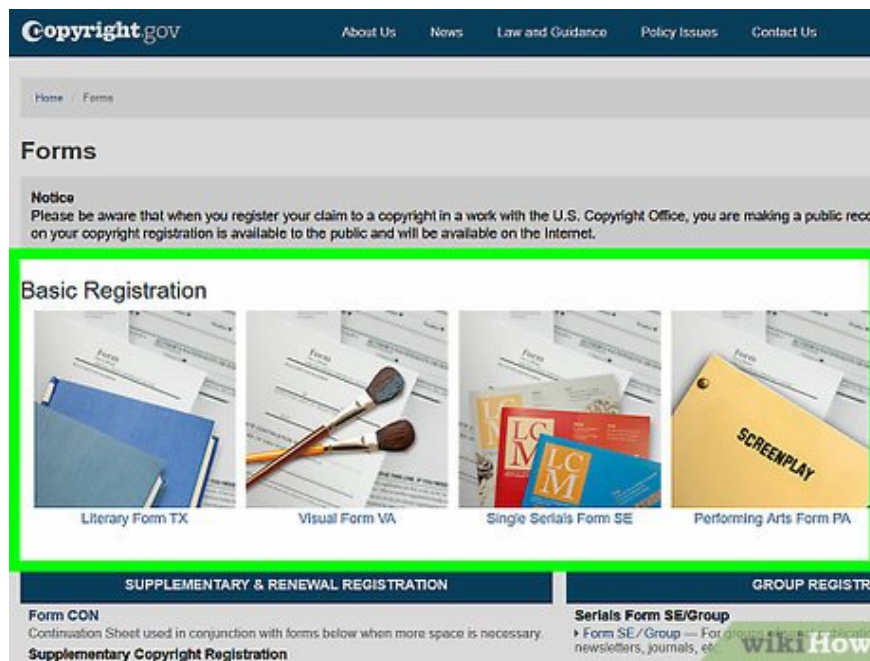 Copyright.gov
About Us News Law and Guidance Policy Issues Contact Us
Home / Forms
Forms
Notice
Please be aware that when you register your claim to a copyright in a work with the U.S. Copyright Office, you are making a public reco
on your copyright registration is available to the public and will be available on the Internet.
Basic Registration
Form
Form
Form
Form
LCM
LCM
SCREENPLAY
Literary Form TX
Visual Form VA
Single Serials Form SE
Performing Arts Form PA
SUPPLEMENTARY & RENEWAL REGISTRATION
GROUP REGISTR
Form CON
Continuation Sheet used in conjunction with forms below when more space is necessary.
Supplementary Copyright Registration
Serials Form SE/Group
Form SE/Group — For
newsletters, journals, etc
wikiHow